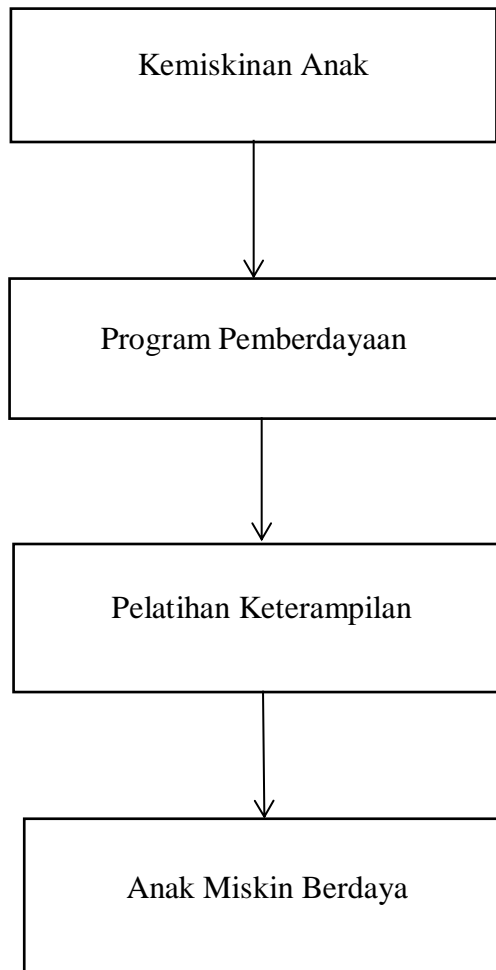 Kemiskinan Anak
Program Pemberdayaan
Pelatihan Keterampilan
Anak Miskin Berdaya